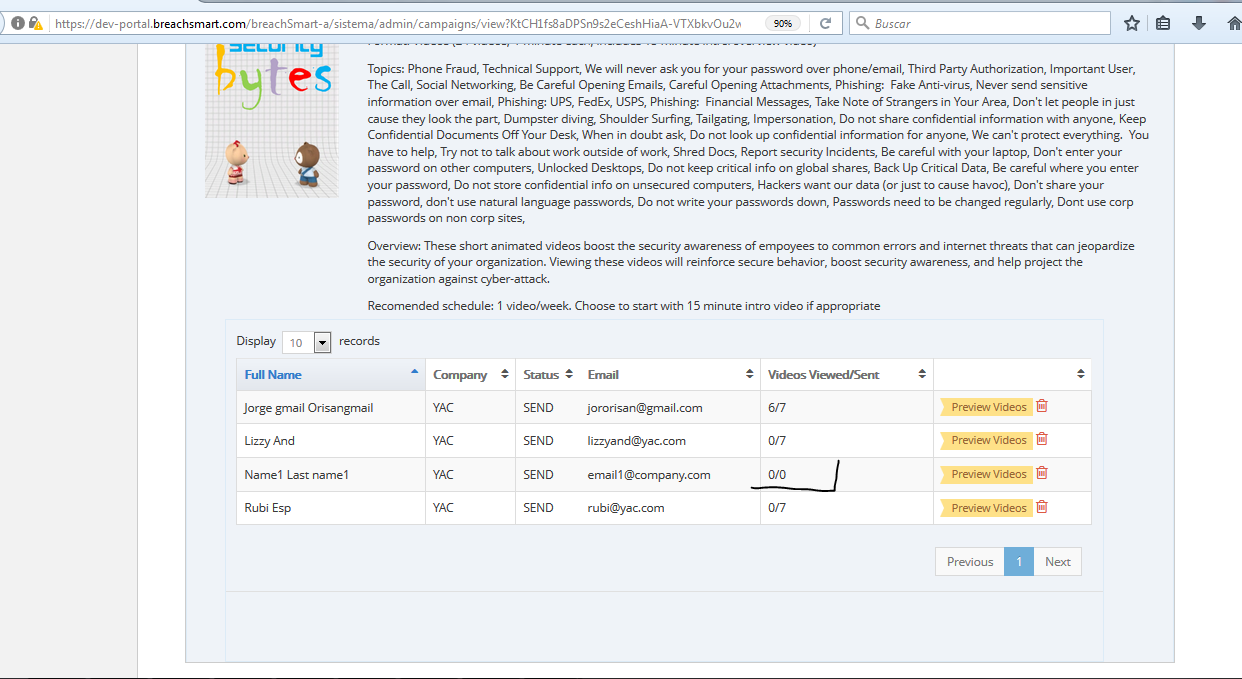 https://dev-portal.breachsmart.com/breachSmart-a/sistema/admin/campaigns/view?KtCH1fs8aDPSn9s2eCeshHiaA-VTXbkvOu2w
90%
Buscar
security
bytes
Topics: Phone Fraud, Technical Support, We will never ask you for your password over phone/email, Third Party Authorization, Important User,
The Call, Social Networking, Be Careful Opening Emails, Careful Opening Attachments, Phishing: Fake Anti-virus, Never send sensitive
information over email, Phishing: UPS, FedEx, USPS, Phishing: Financial Messages, Take Note of Strangers in Your Area, Don't let people in just
cause they look the part, Dumpster diving, Shoulder Surfing, Tailgating, Impersonation, Do not share confidential information with anyone, Keep
Confidential Documents Off Your Desk, When in doubt ask, Do not look up confidential information for anyone, We can't protect everything. You
have to help, Try not to talk about work outside of work, Shred Docs, Report security Incidents, Be careful with your laptop, Don't enter your
password on other computers, Unlocked Desktops, Do not keep critical info on global shares, Back Up Critical Data, Be careful where you enter
your password, Do not store confidential info on unsecured computers, Hackers want our data (or just to cause havoc), Don't share your
password, don't use natural language passwords, Do not write your passwords down, Passwords need to be changed regularly, Dont use corp
passwords on non corp sites,
Overview: These short animated videos boost the security awareness of empoyees to common errors and internet threats that can jeopardize
the security of your organization. Viewing these videos will reinforce secure behavior, boost security awareness, and help project the
organization against cyber-attack.
Recomended schedule: 1 video/week. Choose to start with 15 minute intro video if appropriate
Display 10 records
Full Name Company Status Email Videos Viewed/Sent
Jorge gmail Orisangmail YAC SEND jororisan@gmail.com 6/7 Preview Videos
Lizzy And YAC SEND lizzyand@yac.com 0/7 Preview Videos
Name1 Last name1 YAC SEND email1@company.com 0/0 Preview Videos
Rubi Esp YAC SEND rubi@yac.com 0/7 Preview Videos
Previous 1 Next